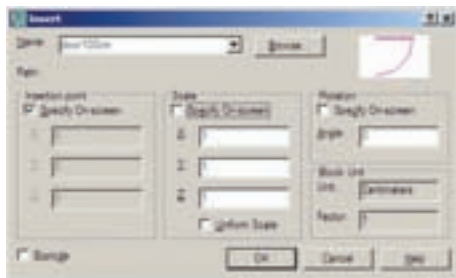 Insert
Name: door100cm Browse...
Path:
Insertion point
Specify On-screen
Scale
Specify On-screen
Uniform Scale
Rotation
Specify On-screen
Angle:
Block Unit
Unit: Centimeters
Factor:
Explode
OK Cancel Help